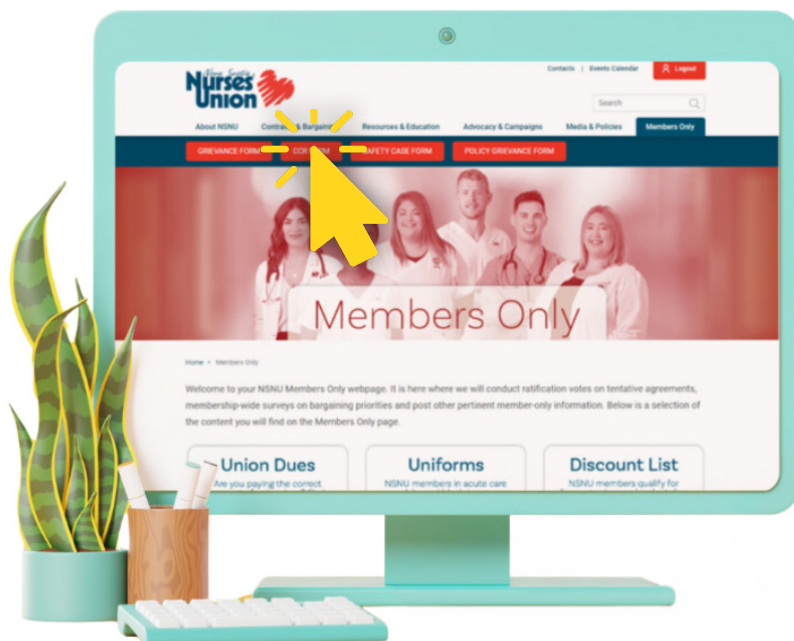 Contacts | Events Calendar
Logout
Nova Scotia
Nurses
Union
Search
About NSNU Contracts & Bargaining Resources & Education Advocacy & Campaigns Media & Policies Members Only
GRIEVANCE FORM CCR FORM SAFETY CASE FORM POLICY GRIEVANCE FORM
Members Only
Home > Members Only
Welcome to your NSNU Members Only webpage. It is here where we will conduct ratification votes on tentative agreements,
membership-wide surveys on bargaining priorities and post other pertinent member-only information. Below is a selection of
the content you will find on the Members Only page.
Union Dues Uniforms Discount List
Are you paying the correct NSNU members in acute care NSNU members qualify for